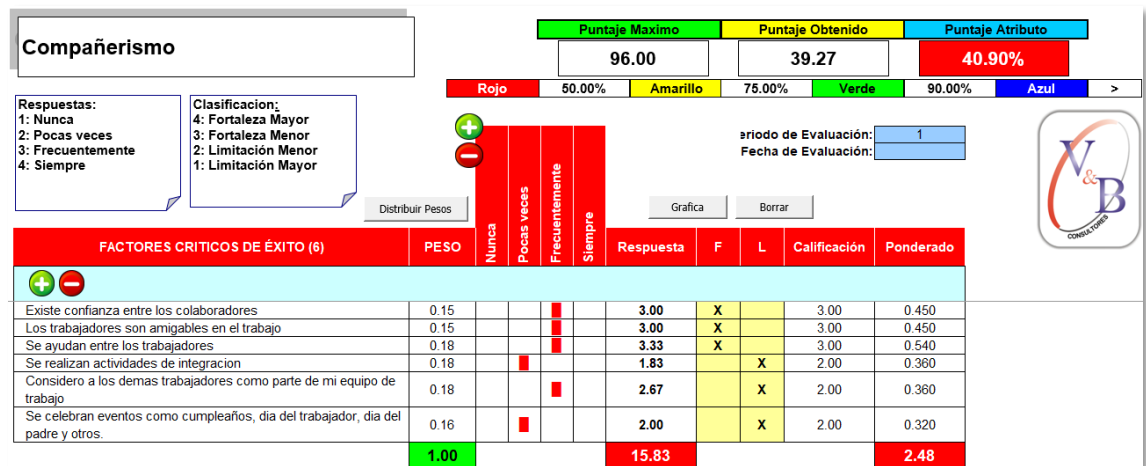 Compañerismo
Puntaje Maximo Puntaje Obtenido Puntaje Atributo
96.00 39.27 40.90%
Rojo 50.00% Amarillo 75.00% Verde 90.00% Azul >
Respuestas:
1: Nunca
2: Pocas veces
3: Frecuentemente
4: Siempre
Clasificacion:
4: Fortaleza Mayor
3: Fortaleza Menor
2: Limitación Menor
1: Limitación Mayor
eriodo de Evaluación: 1
Fecha de Evaluación:
V&B
CONSULTORES
Distribuir Pesos
Grafica
Borrar
FACTORES CRITICOS DE ÉXITO (6) PESO Nunca Pocas veces Frecuentemente Siempre Respuesta F L Calificación Ponderado
Existe confianza entre los colaboradores 0.15 3.00 X 3.00 0.450
Los trabajadores son amigables en el trabajo 0.15 3.00 X 3.00 0.450
Se ayudan entre los trabajadores 0.18 3.33 X 3.00 0.540
Se realizan actividades de integracion 0.18 1.83 X 2.00 0.360
Considero a los demas trabajadores como parte de mi equipo de
trabajo 0.18 2.67 X 2.00 0.360
Se celebran eventos como cumpleaños, dia del trabajador, dia del
padre y otros. 0.16 2.00 X 2.00 0.320
1.00 15.83 2.48